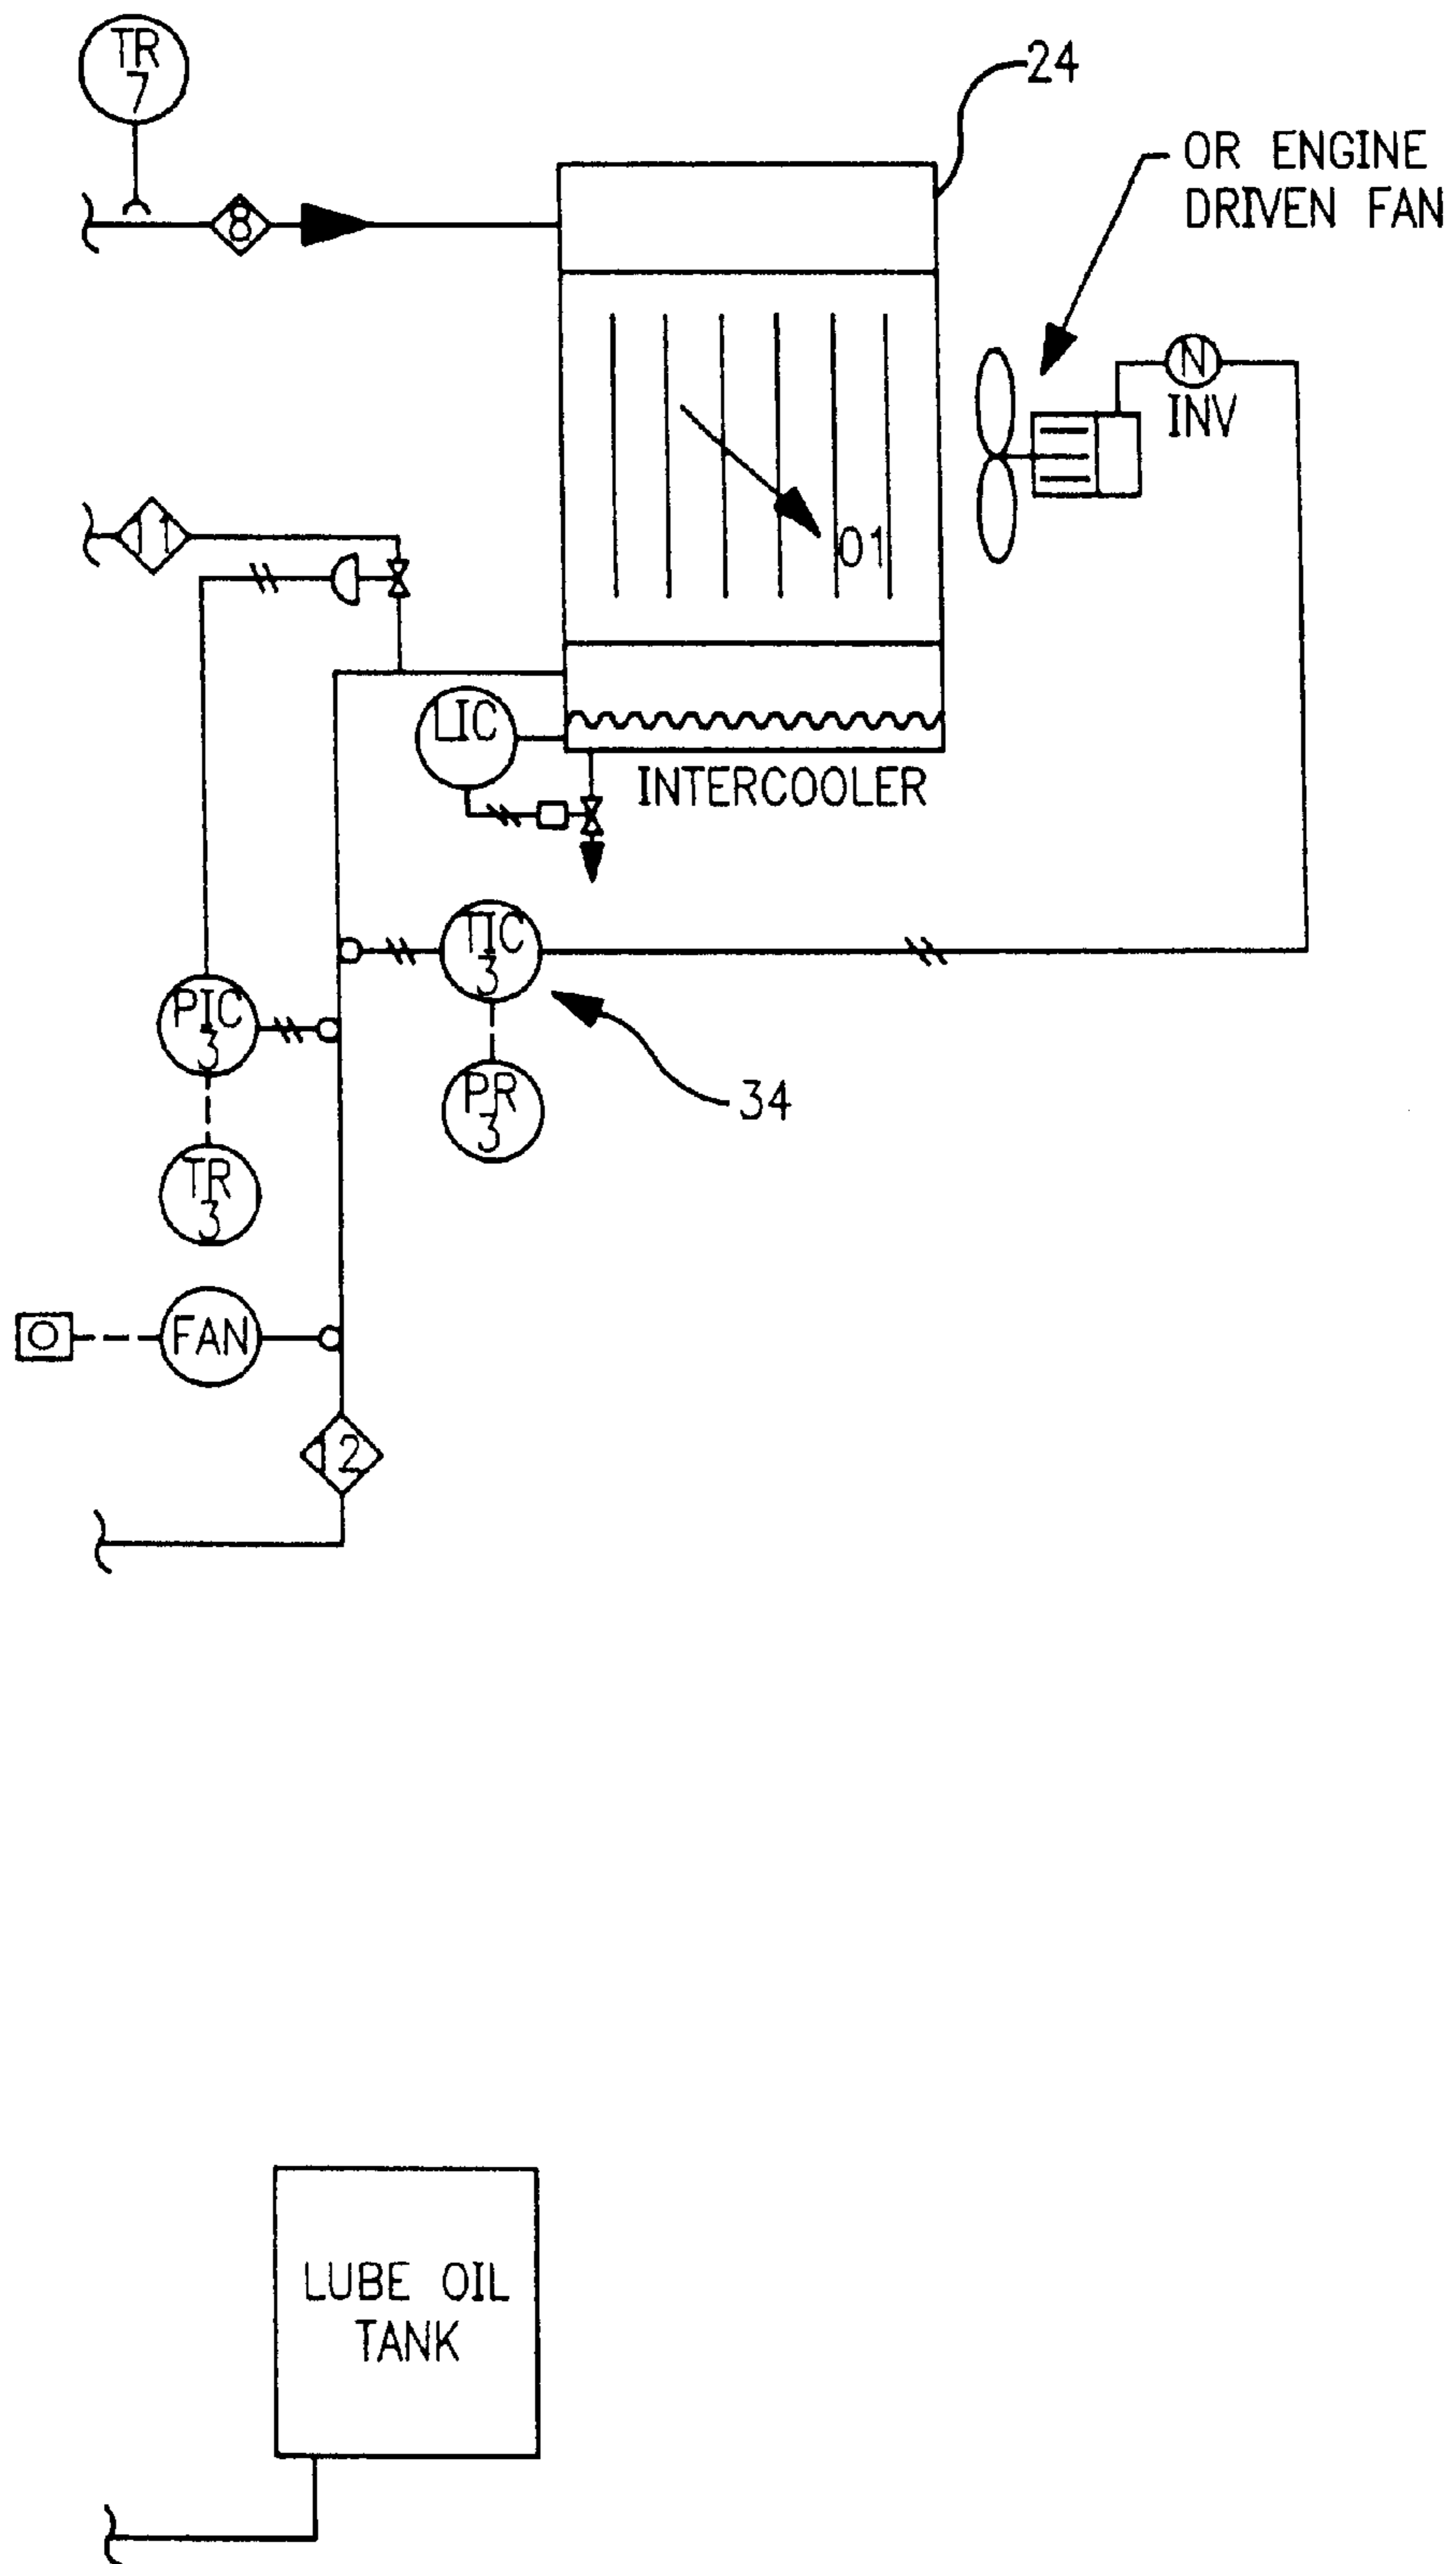 TR
7
24
OR ENGINE
DRIVEN FAN
8
N
INV
11
01
LIC
INTERCOOLER
TIC
3
PIC
3
PR
3
34
TR
3
FAN
12
LUBE OIL
TANK